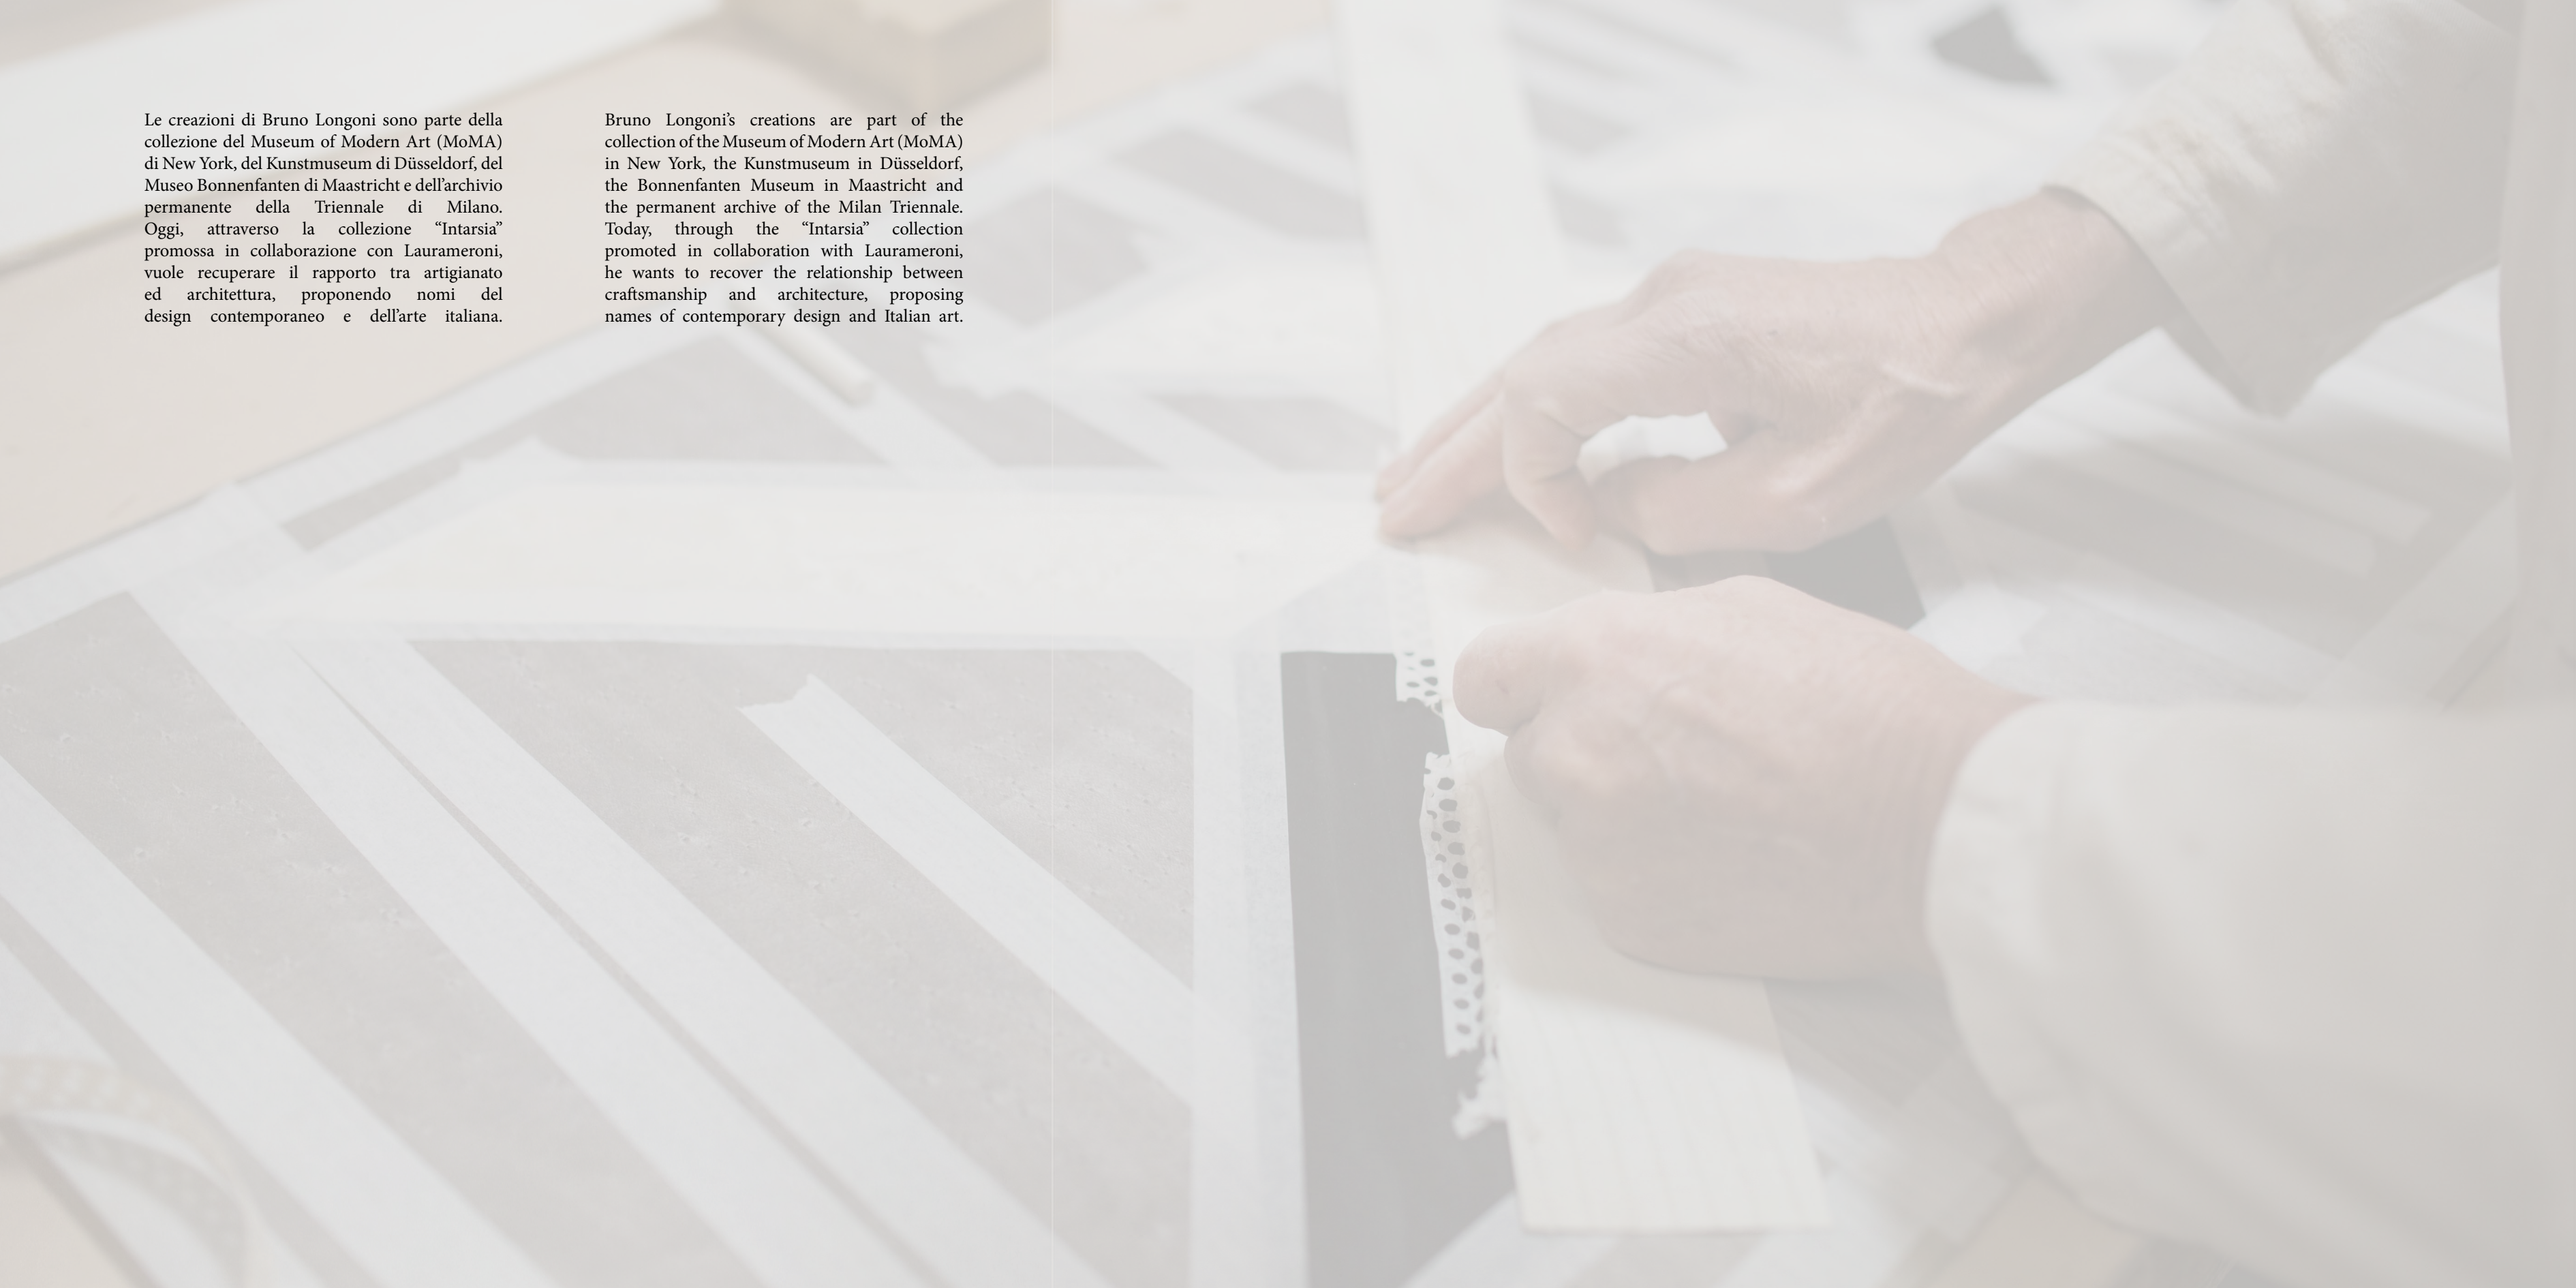 Le creazioni di Bruno Longoni sono parte della
collezione del Museum of Modern Art (MoMA)
di New York, del Kunstmuseum di Düsseldorf, del
Museo Bonnenfanten di Maastricht e dell’archivio
permanente della Triennale di Milano.
Oggi, attraverso la collezione “Intarsia”
promossa in collaborazione con Laurameroni,
vuole recuperare il rapporto tra artigianato
ed architettura, proponendo nomi del
design contemporaneo e dell’arte italiana.
Bruno Longoni’s creations are part of the
collection of the Museum of Modern Art (MoMA)
in New York, the Kunstmuseum in Düsseldorf,
the Bonnenfanten Museum in Maastricht and
the permanent archive of the Milan Triennale.
Today, through the “Intarsia” collection
promoted in collaboration with Laurameroni,
he wants to recover the relationship between
craftsmanship and architecture, proposing
names of contemporary design and Italian art.